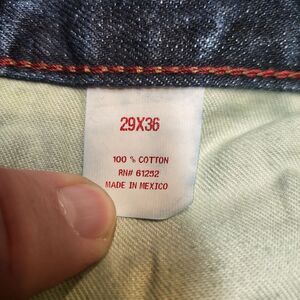 29X36
100 % COTTON
RN# 61252
MADE IN MEXICO